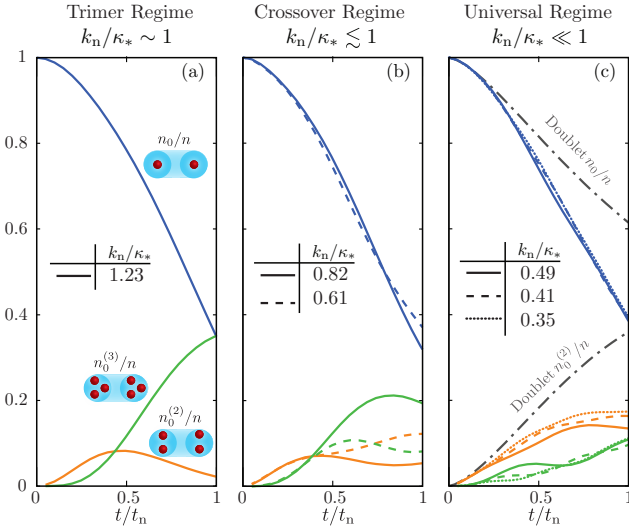 Trimer Regime
kₙ/κ* ∼ 1
Crossover Regime
kₙ/κ* ≲ 1
Universal Regime
kₙ/κ* ≪ 1
(a)
1
0.8
0.6
0.4
0.2
0
n₀/n
kₙ/κ*
1.23
n₀⁽³⁾/n
n₀⁽²⁾/n
0
0.5
1
t/tₙ
(b)
kₙ/κ*
0.82
0.61
0
0.5
1
t/tₙ
(c)
Doublet n₀/n
kₙ/κ*
0.49
0.41
0.35
Doublet n₀⁽²⁾/n
0
0.5
1
t/tₙ